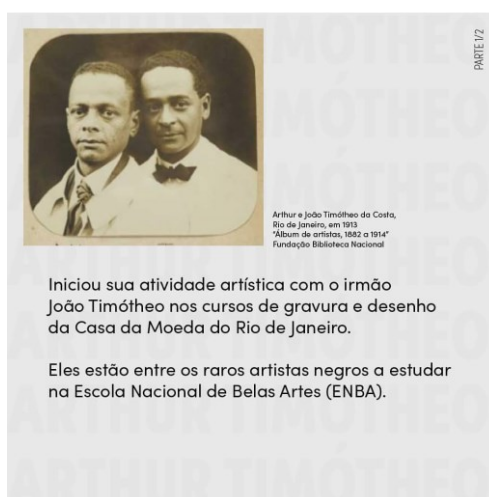 PARTE 1/2
Arthur e João Timótheo da Costa,
Rio de Janeiro, em 1913
"Álbum de artistas, 1882 a 1914"
Fundação Biblioteca Nacional
Iniciou sua atividade artística com o irmão
João Timótheo nos cursos de gravura e desenho
da Casa da Moeda do Rio de Janeiro.
Eles estão entre os raros artistas negros a estudar
na Escola Nacional de Belas Artes (ENBA).
ARTHUR TIMÓTHEO